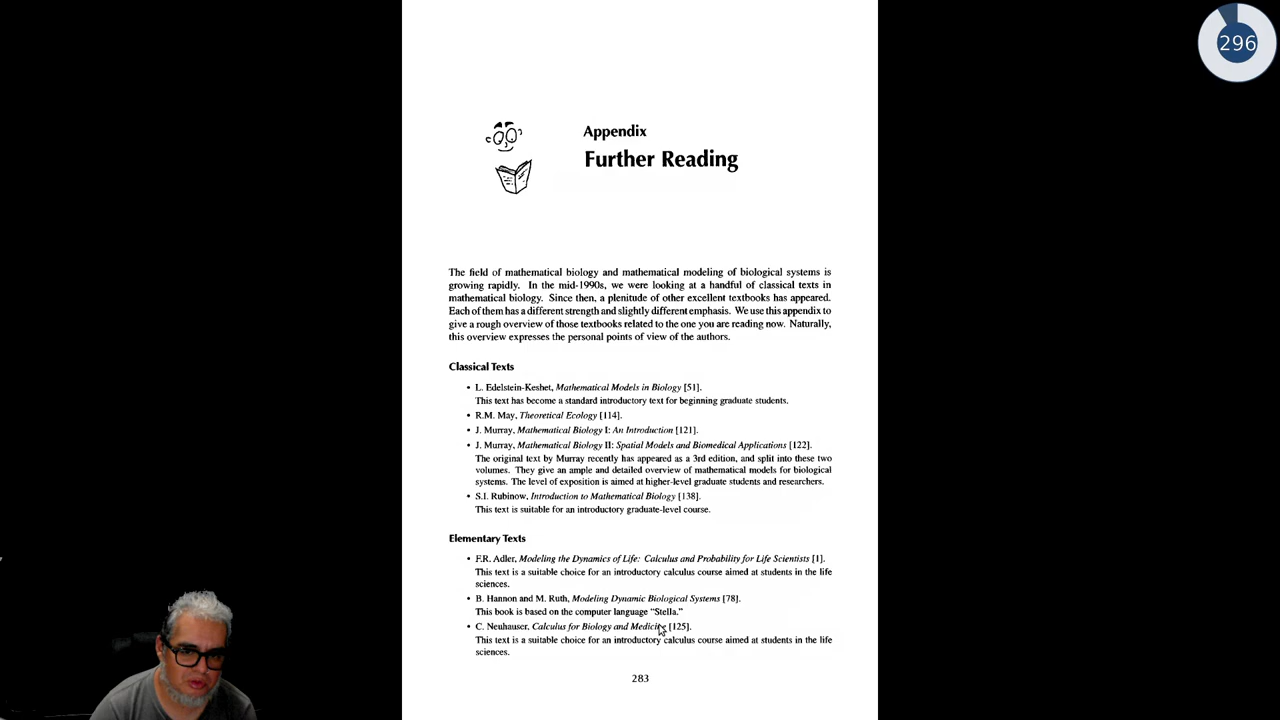 296
Appendix
Further Reading
The field of mathematical biology and mathematical modeling of biological systems is
growing rapidly. In the mid-1990s, we were looking at a handful of classical texts in
mathematical biology. Since then, a plenitude of other excellent textbooks has appeared.
Each of them has a different strength and slightly different emphasis. We use this appendix to
give a rough overview of those textbooks related to the one you are reading now. Naturally,
this overview expresses the personal points of view of the authors.
Classical Texts
• L. Edelstein-Keshet, Mathematical Models in Biology [51].
This text has become a standard introductory text for beginning graduate students.
• R.M. May, Theoretical Ecology [114].
• J. Murray, Mathematical Biology I: An Introduction [121].
• J. Murray, Mathematical Biology II: Spatial Models and Biomedical Applications [122].
The original text by Murray recently has appeared as a 3rd edition, and split into these two
volumes. They give an ample and detailed overview of mathematical models for biological
systems. The level of exposition is aimed at higher-level graduate students and researchers.
• S.I. Rubinow, Introduction to Mathematical Biology [138].
This text is suitable for an introductory graduate-level course.
Elementary Texts
• F.R. Adler, Modeling the Dynamics of Life: Calculus and Probability for Life Scientists [1].
This text is a suitable choice for an introductory calculus course aimed at students in the life
sciences.
• B. Hannon and M. Ruth, Modeling Dynamic Biological Systems [78].
This book is based on the computer language “Stella.”
• C. Neuhauser, Calculus for Biology and Medicine [125].
This text is a suitable choice for an introductory calculus course aimed at students in the life
sciences.
283